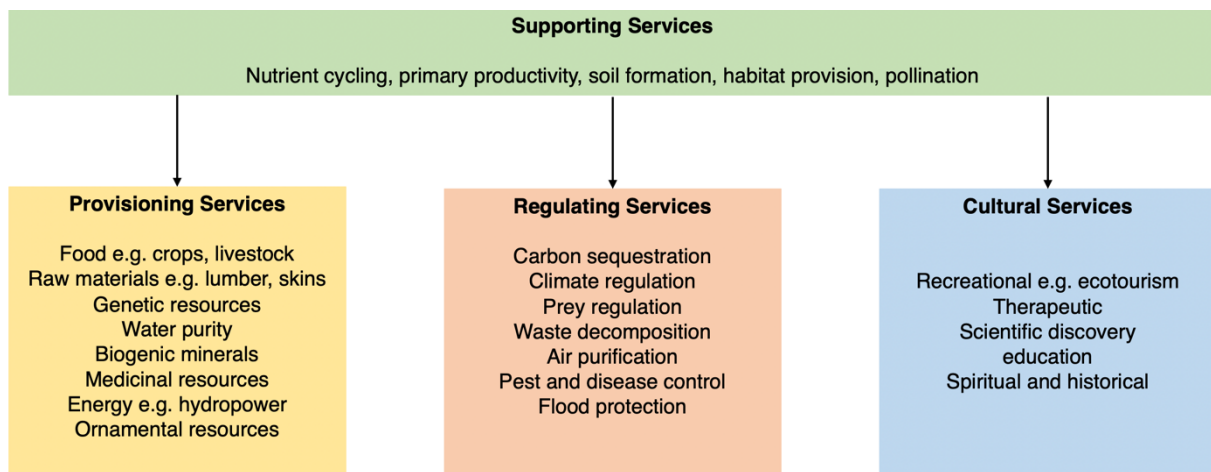 Supporting Services
Nutrient cycling, primary productivity, soil formation, habitat provision, pollination
Provisioning Services
Food e.g. crops, livestock
Raw materials e.g. lumber, skins
Genetic resources
Water purity
Biogenic minerals
Medicinal resources
Energy e.g. hydropower
Ornamental resources
Regulating Services
Carbon sequestration
Climate regulation
Prey regulation
Waste decomposition
Air purification
Pest and disease control
Flood protection
Cultural Services
Recreational e.g. ecotourism
Therapeutic
Scientific discovery
education
Spiritual and historical